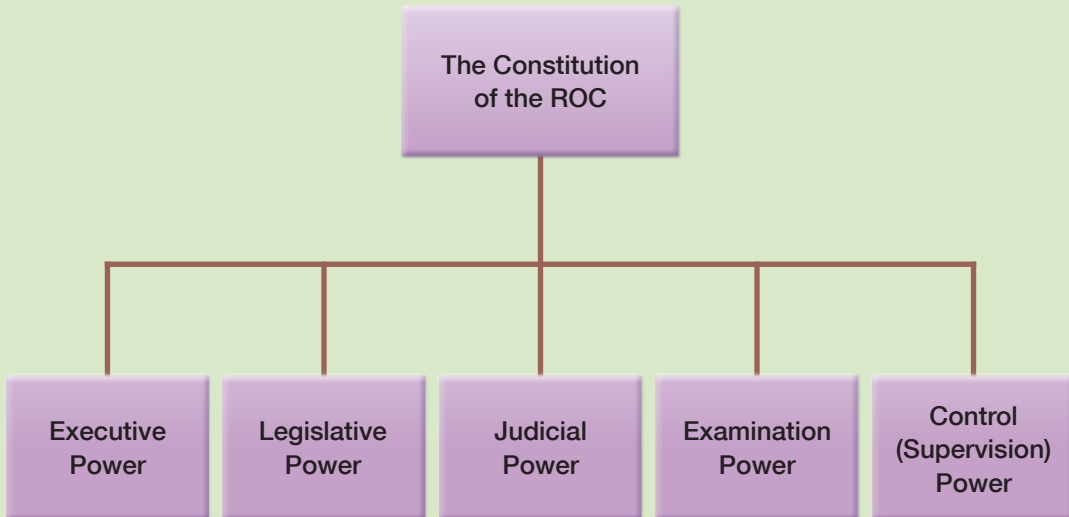 The Constitution
of the ROC
Executive
Power
Legislative
Power
Judicial
Power
Examination
Power
Control
(Supervision)
Power